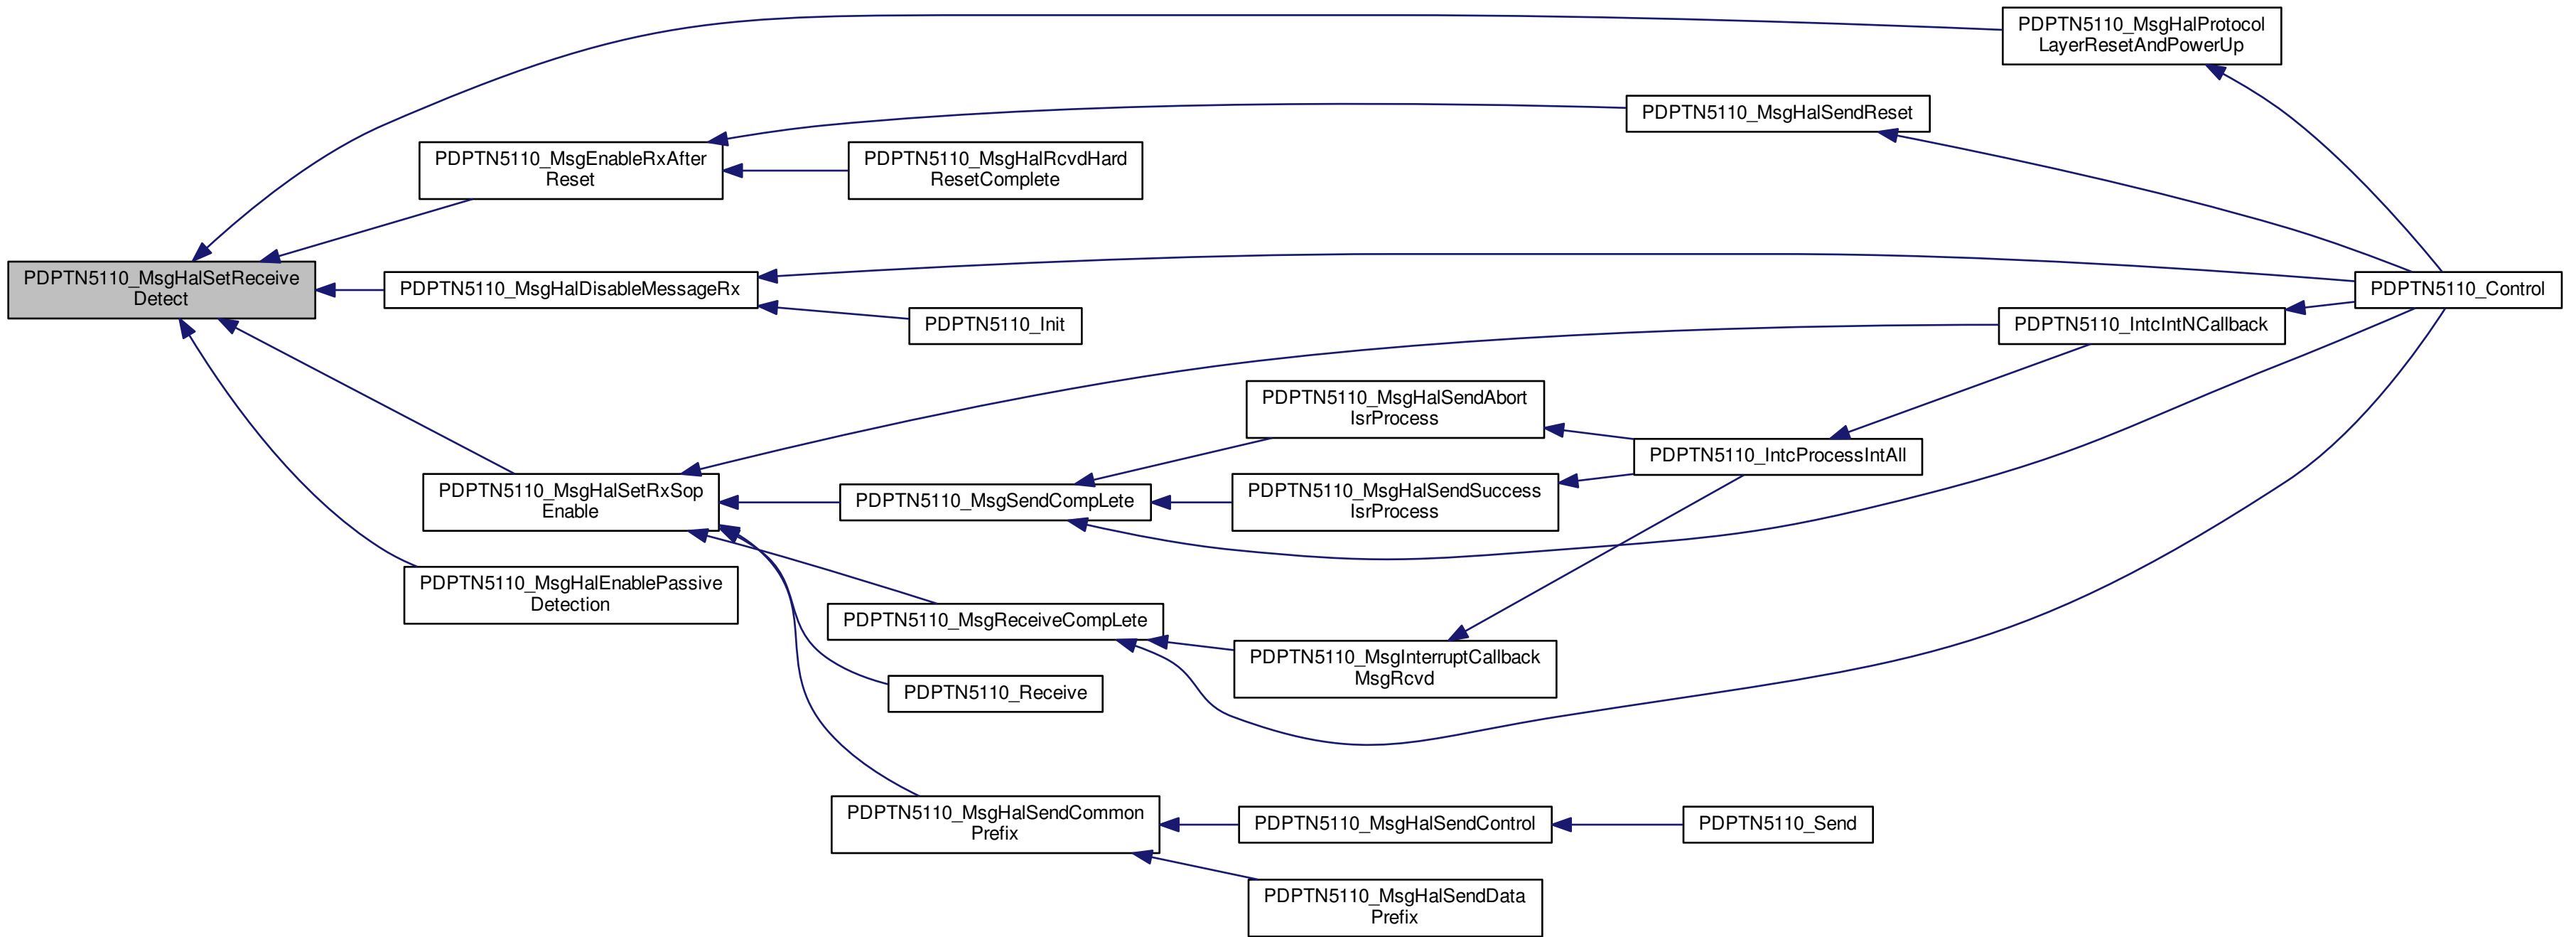 PDPTN5110_MsgHalProtocol
LayerResetAndPowerUp
PDPTN5110_MsgHalSendReset
PDPTN5110_MsgEnableRxAfter
Reset
PDPTN5110_MsgHalRcvdHard
ResetComplete
PDPTN5110_MsgHalSetReceive
Detect
PDPTN5110_MsgHalDisableMessageRx
PDPTN5110_Control
PDPTN5110_Init
PDPTN5110_IntcIntNCallback
PDPTN5110_MsgHalSendAbort
IsrProcess
PDPTN5110_IntcProcessIntAll
PDPTN5110_MsgHalSetRxSop
Enable
PDPTN5110_MsgSendCompLete
PDPTN5110_MsgHalSendSuccess
IsrProcess
PDPTN5110_MsgHalEnablePassive
Detection
PDPTN5110_MsgReceiveCompLete
PDPTN5110_MsgInterruptCallback
MsgRcvd
PDPTN5110_Receive
PDPTN5110_MsgHalSendCommon
Prefix
PDPTN5110_MsgHalSendControl
PDPTN5110_Send
PDPTN5110_MsgHalSendData
Prefix